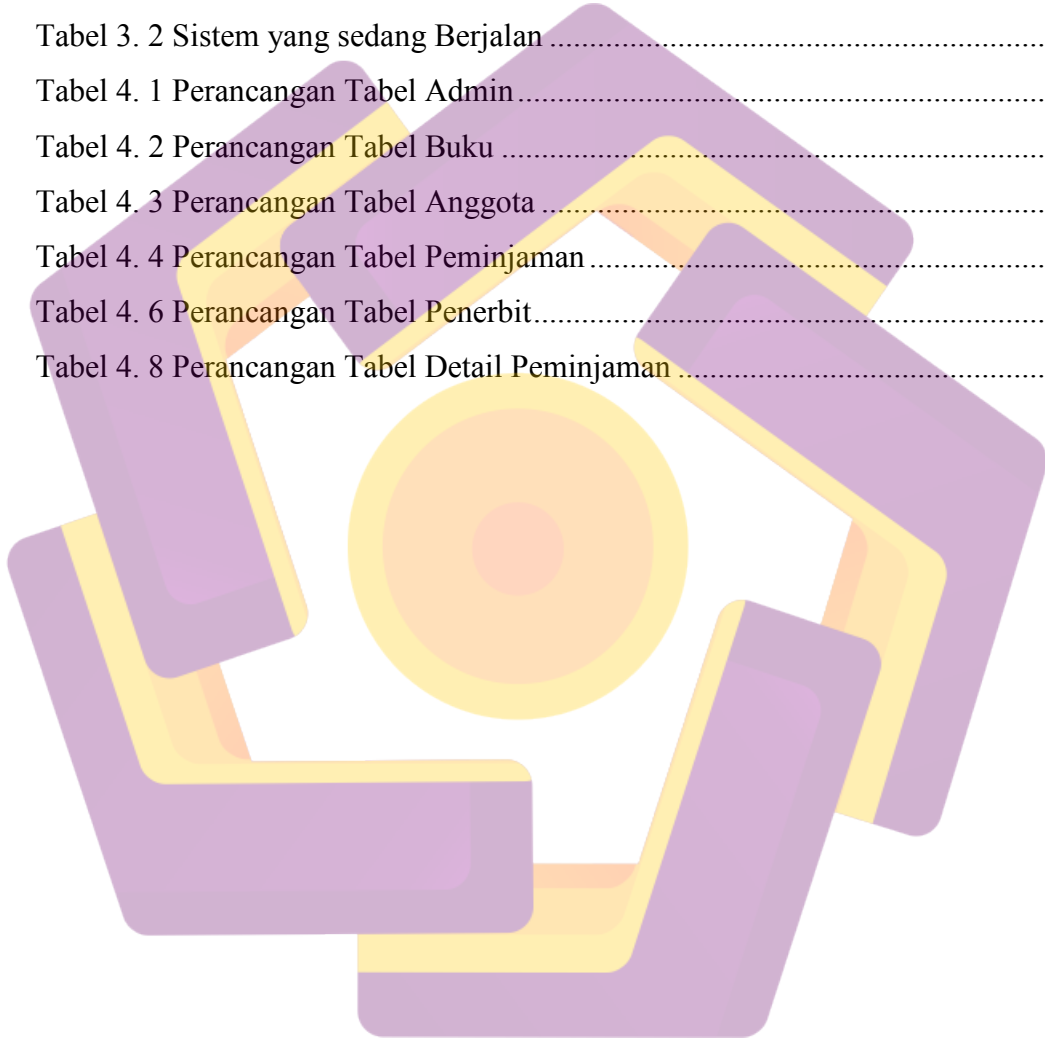 Tabel 3. 2 Sistem yang sedang Berjalan ..............................................................
Tabel 4. 1 Perancangan Tabel Admin..................................................................
Tabel 4. 2 Perancangan Tabel Buku ....................................................................
Tabel 4. 3 Perancangan Tabel Anggota ...............................................................
Tabel 4. 4 Perancangan Tabel Peminjaman .........................................................
Tabel 4. 6 Perancangan Tabel Penerbit................................................................
Tabel 4. 8 Perancangan Tabel Detail Peminjaman ..............................................